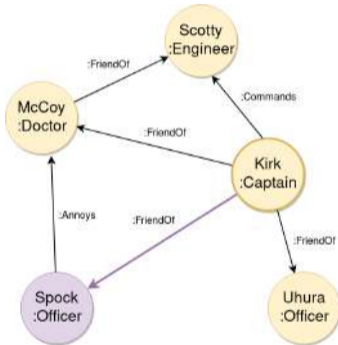 Scotty
:Engineer
:FriendOf
McCoy
:Doctor
:Commands
:FriendOf
Kirk
:Captain
:Annoys
:FriendOf
:FriendOf
Spock
:Officer
Uhura
:Officer